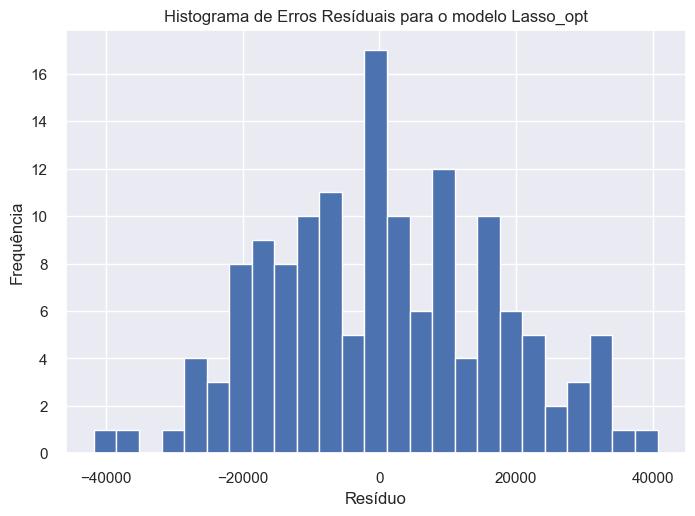 Histograma de Erros Resíduais para o modelo Lasso_opt
16
14
12
10
8
6
4
2
0
Frequência
−40000 −20000 0 20000 40000
Resíduo